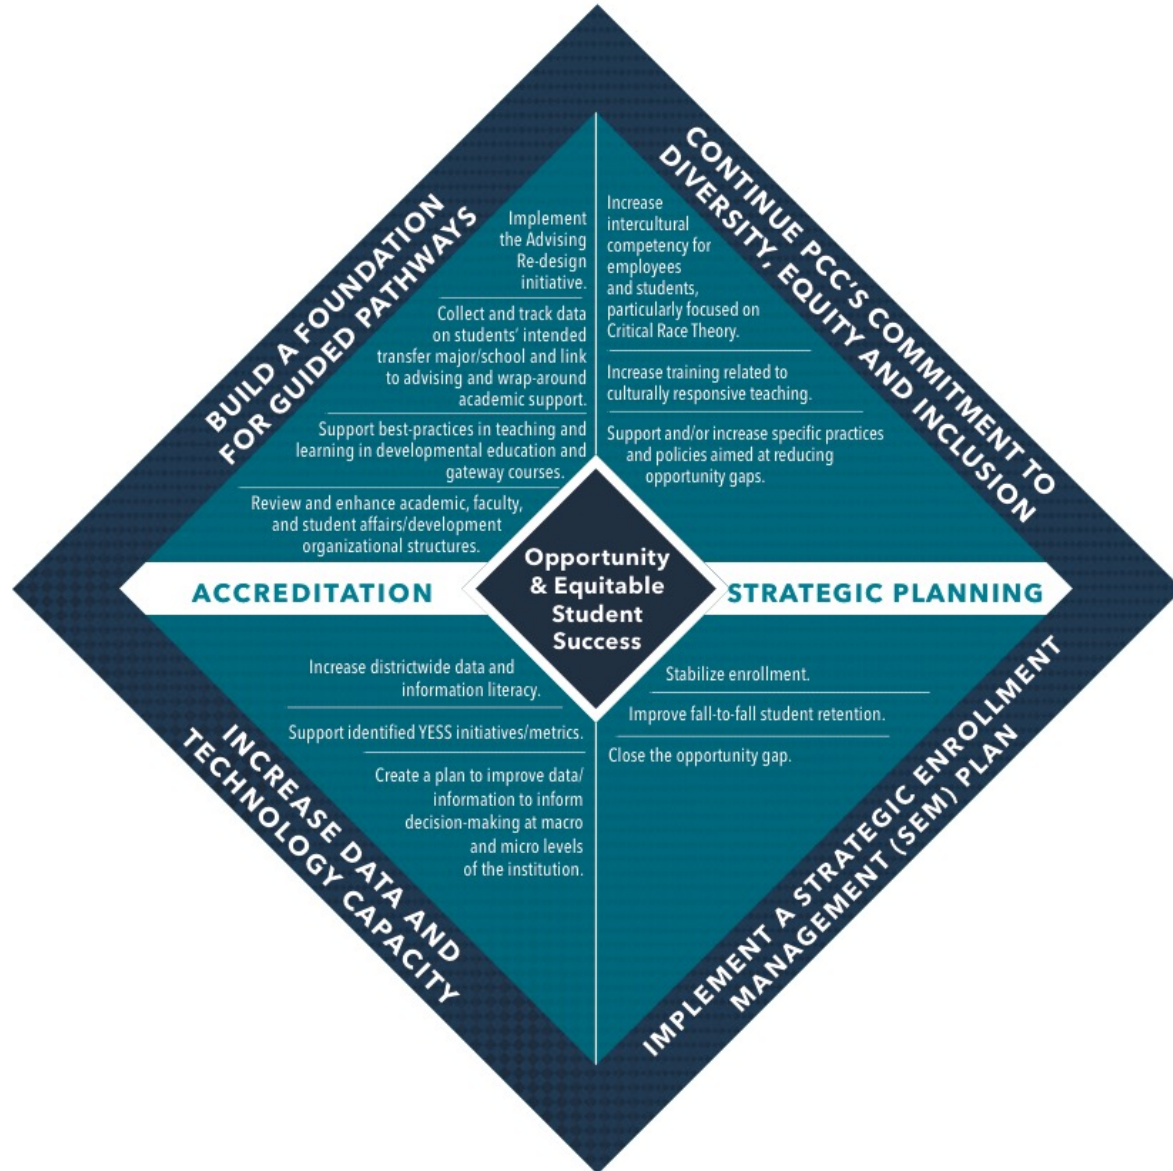 BUILD A FOUNDATION
FOR GUIDED PATHWAYS
Implement
the Advising
Re-design
initiative.
Collect and track data
on students' intended
transfer major/school and link
to advising and wrap-around
academic support.
Support best-practices in teaching and
learning in developmental education and
gateway courses.
Review and enhance academic, faculty,
and student affairs/development
organizational structures.
CONTINUE PCC'S COMMITMENT TO
DIVERSITY, EQUITY AND INCLUSION
Increase
intercultural
competency for
employees
and students,
particularly focused on
Critical Race Theory.
Increase training related to
culturally responsive teaching.
Support and/or increase specific practices
and policies aimed at reducing
opportunity gaps.
ACCREDITATION
Opportunity
& Equitable
Student
Success
STRATEGIC PLANNING
INCREASE DATA AND
TECHNOLOGY CAPACITY
Increase districtwide data and
information literacy.
Support identified YESS initiatives/metrics.
Create a plan to improve data/
information to inform
decision-making at macro
and micro levels
of the institution.
Stabilize enrollment.
Improve fall-to-fall student retention.
Close the opportunity gap.
IMPLEMENT A STRATEGIC ENROLLMENT
MANAGEMENT (SEM) PLAN